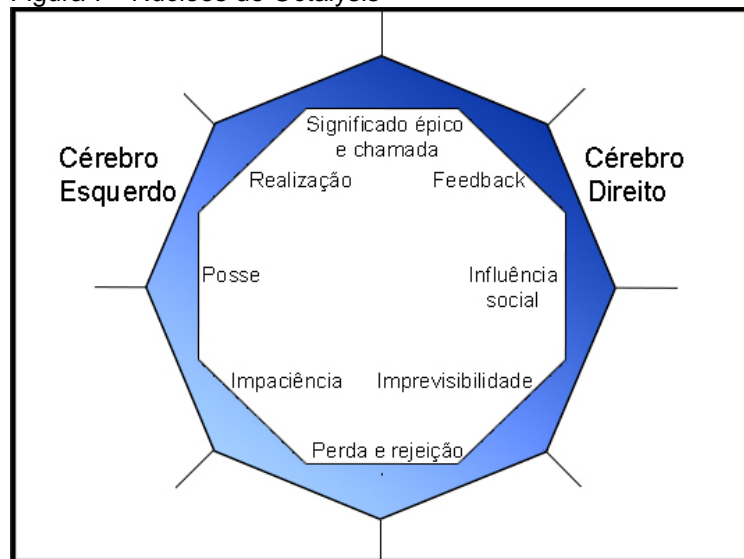 Significado épico
e chamada
Cérebro
Esquerdo
Cérebro
Direito
Realização
Feedback
Posse
Influência
social
Impaciência
Imprevisibilidade
Perda e rejeição